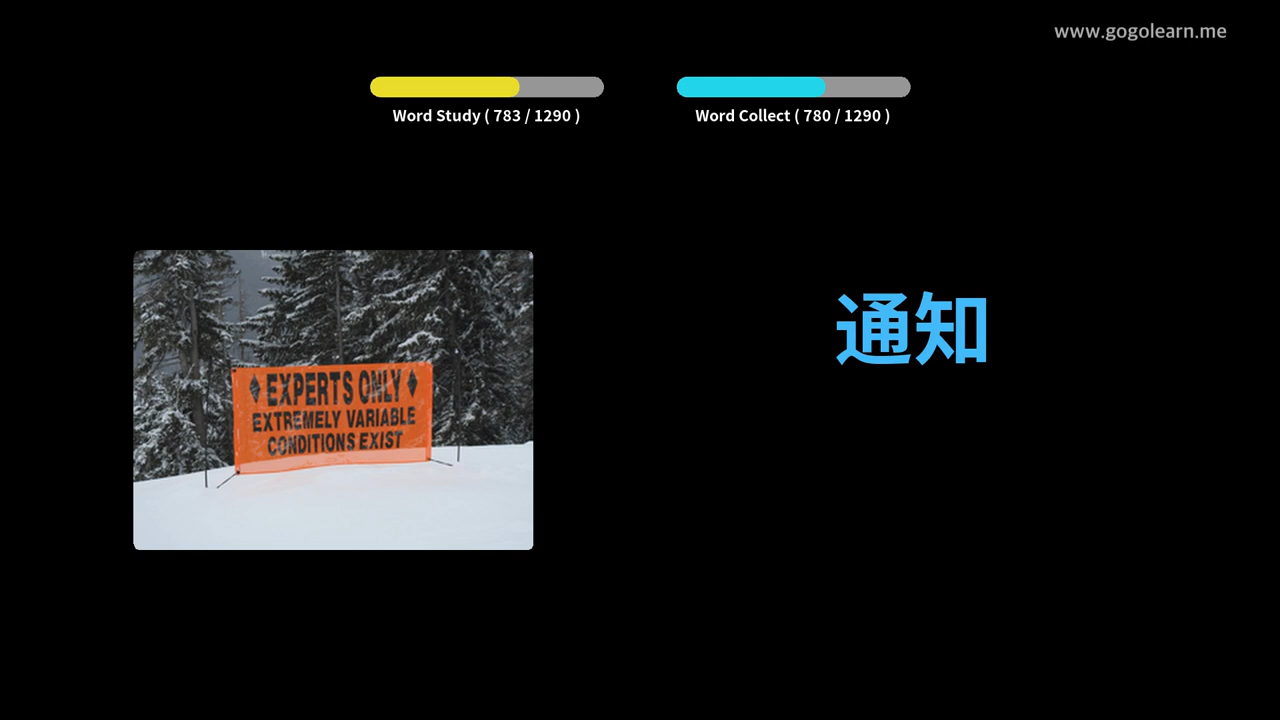 www.gogolearn.me
Word Study ( 783 / 1290 )
Word Collect ( 780 / 1290 )
EXPERTS ONLY
EXTREMELY VARIABLE
CONDITIONS EXIST
通知